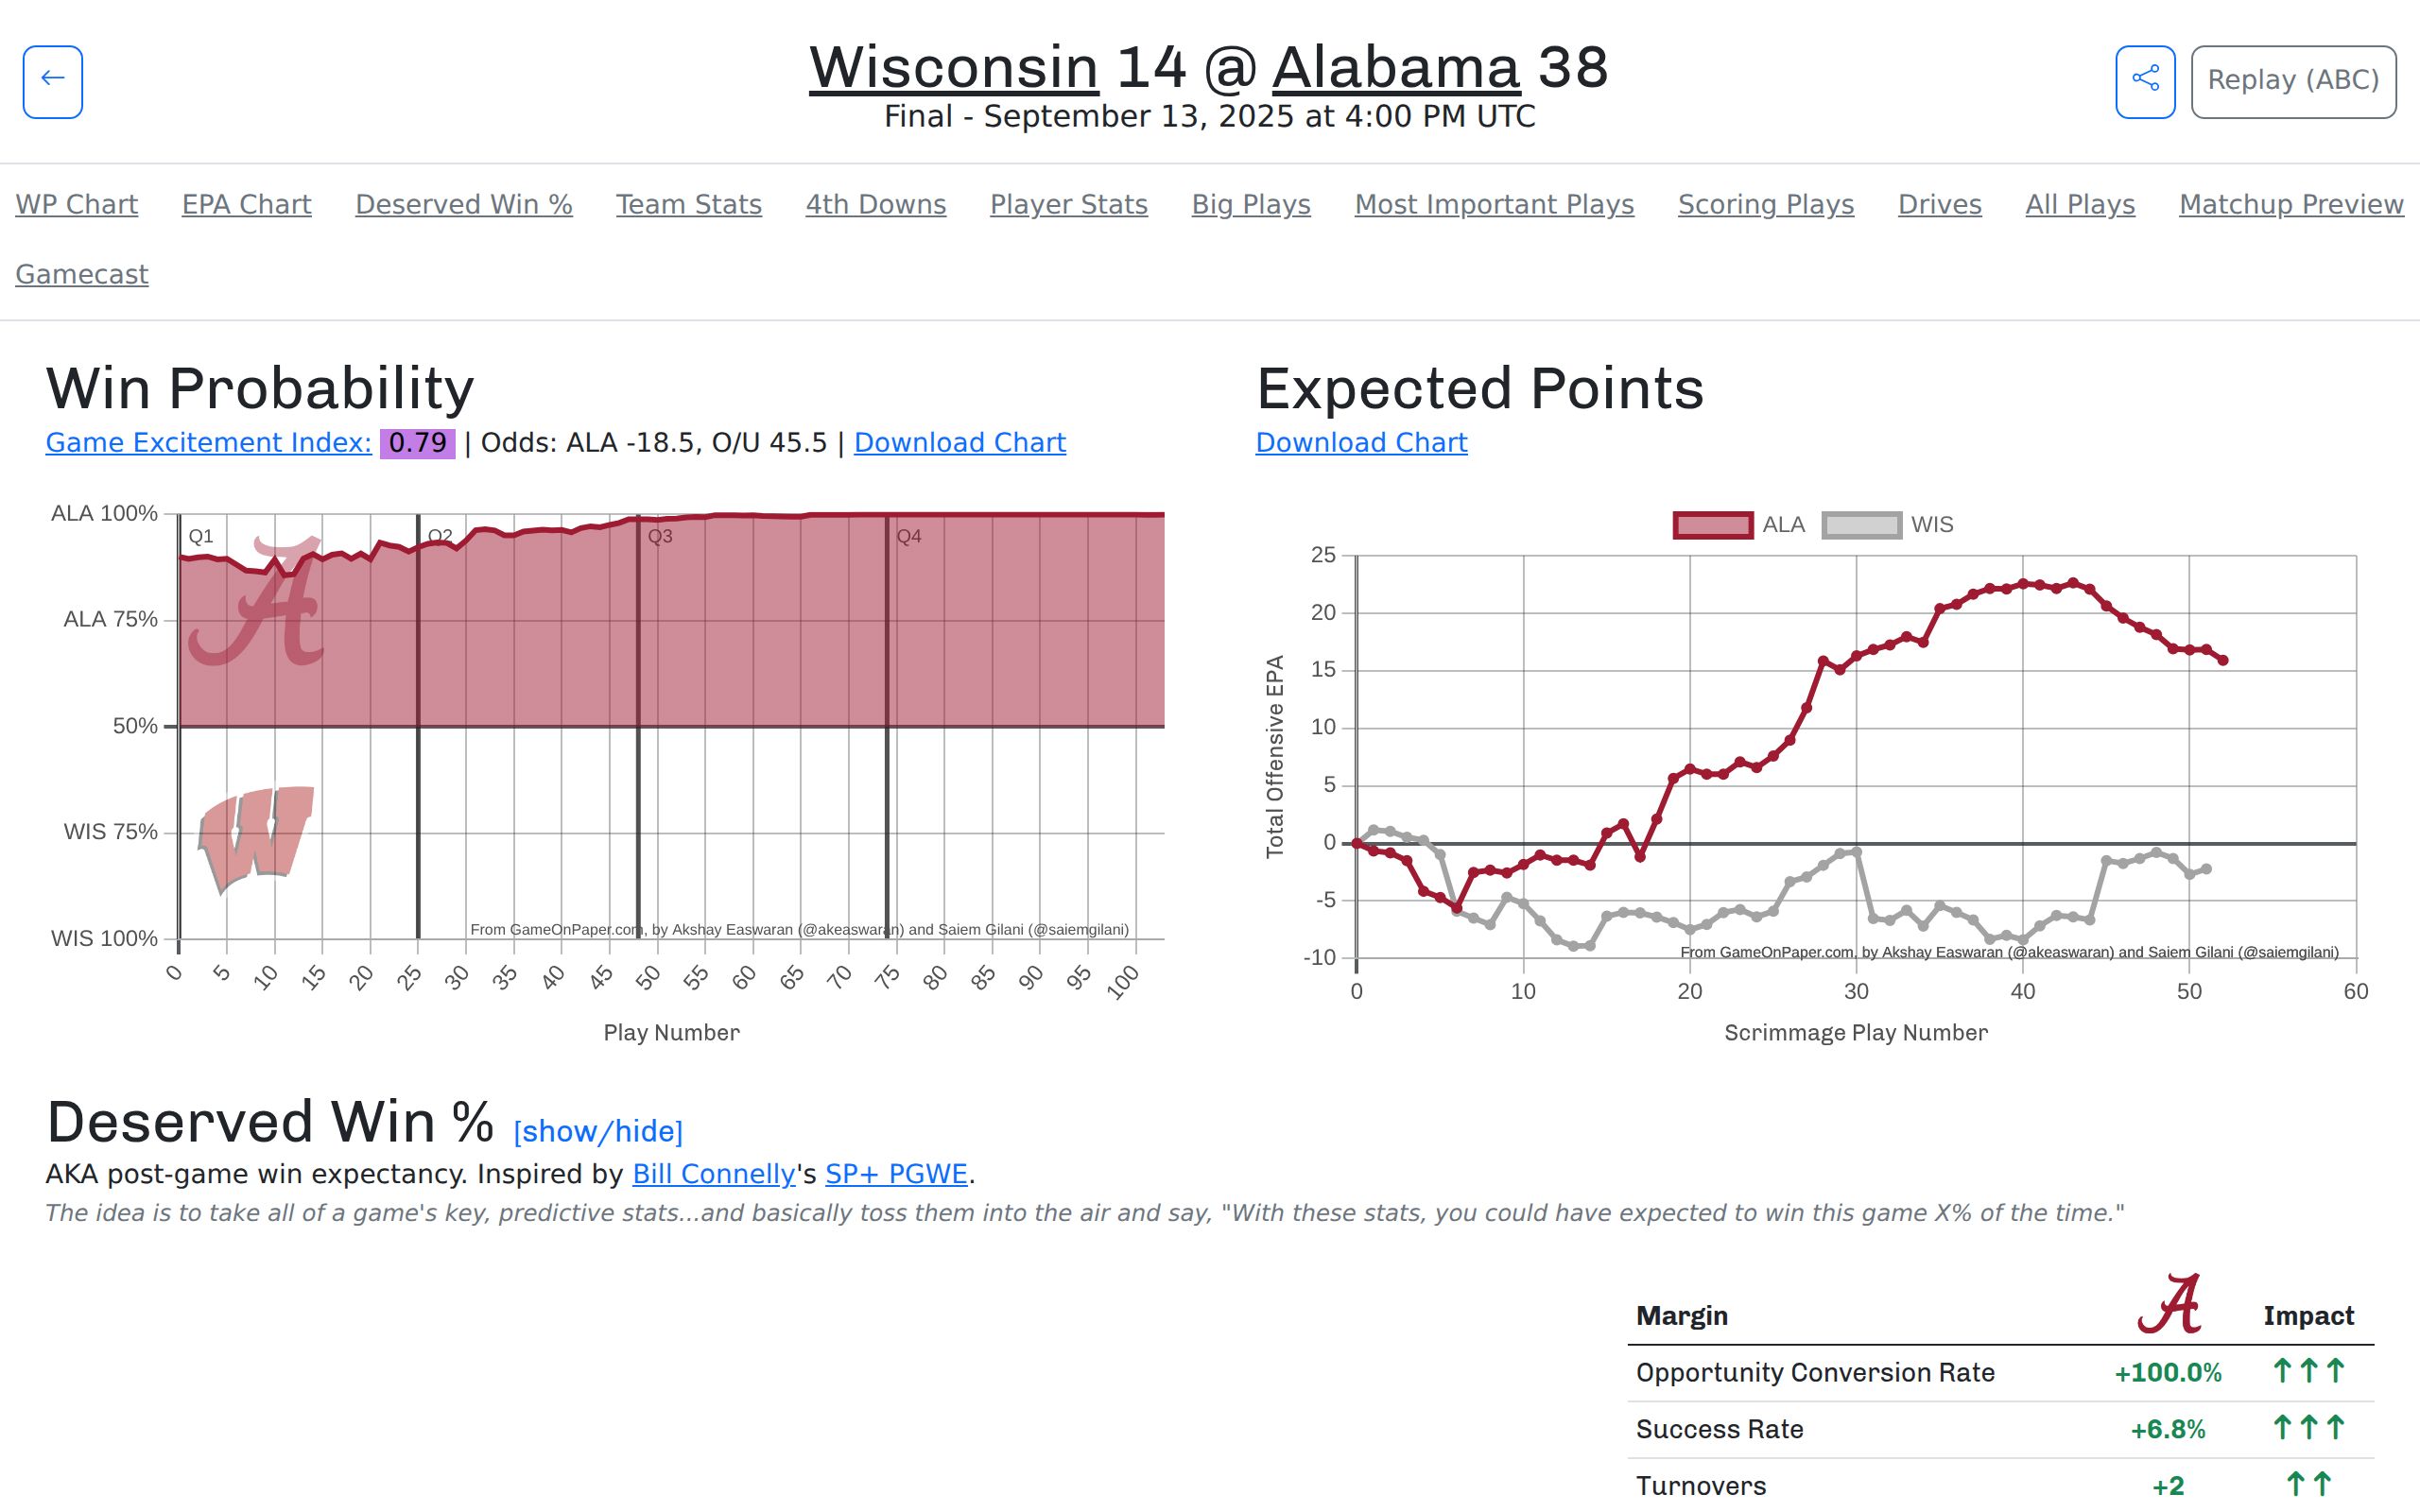 ←
Wisconsin 14 @ Alabama 38
Final - September 13, 2025 at 4:00 PM UTC
Replay (ABC)
WP Chart EPA Chart Deserved Win % Team Stats 4th Downs Player Stats Big Plays Most Important Plays Scoring Plays Drives All Plays Matchup Preview
Gamecast
Win Probability
Game Excitement Index: 0.79 | Odds: ALA -18.5, O/U 45.5 | Download Chart
ALA 100%
ALA 75%
50%
WIS 75%
WIS 100%
Q1 Q2 Q3 Q4
A
W
From GameOnPaper.com, by Akshay Easwaran (@akeaswaran) and Saiem Gilani (@saiemgilani)
0 5 10 15 20 25 30 35 40 45 50 55 60 65 70 75 80 85 90 95 100
Play Number
Expected Points
Download Chart
ALA WIS
Total Offensive EPA
25
20
15
10
5
0
-5
-10
From GameOnPaper.com, by Akshay Easwaran (@akeaswaran) and Saiem Gilani (@saiemgilani)
0 10 20 30 40 50 60
Scrimmage Play Number
Deserved Win % [show/hide]
AKA post-game win expectancy. Inspired by Bill Connelly's SP+ PGWE.
The idea is to take all of a game's key, predictive stats...and basically toss them into the air and say, "With these stats, you could have expected to win this game X% of the time."
Margin A Impact
Opportunity Conversion Rate +100.0% ↑↑↑
Success Rate +6.8% ↑↑↑
Turnovers +2 ↑↑